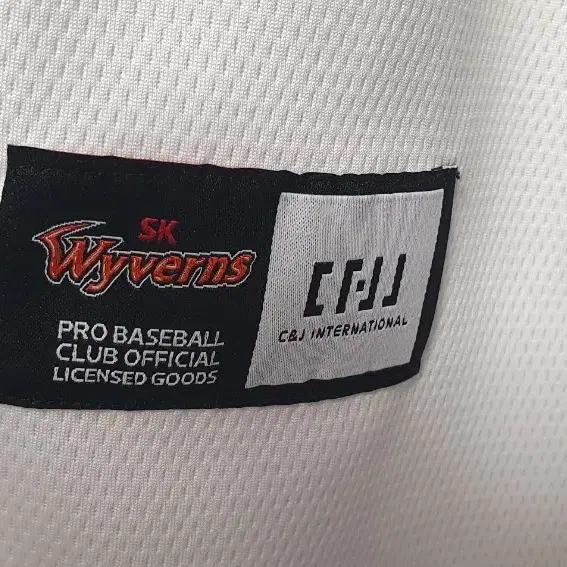 SK
Wyverns
PRO BASEBALL
CLUB OFFICIAL
LICENSED GOODS
C&J INTERNATIONAL